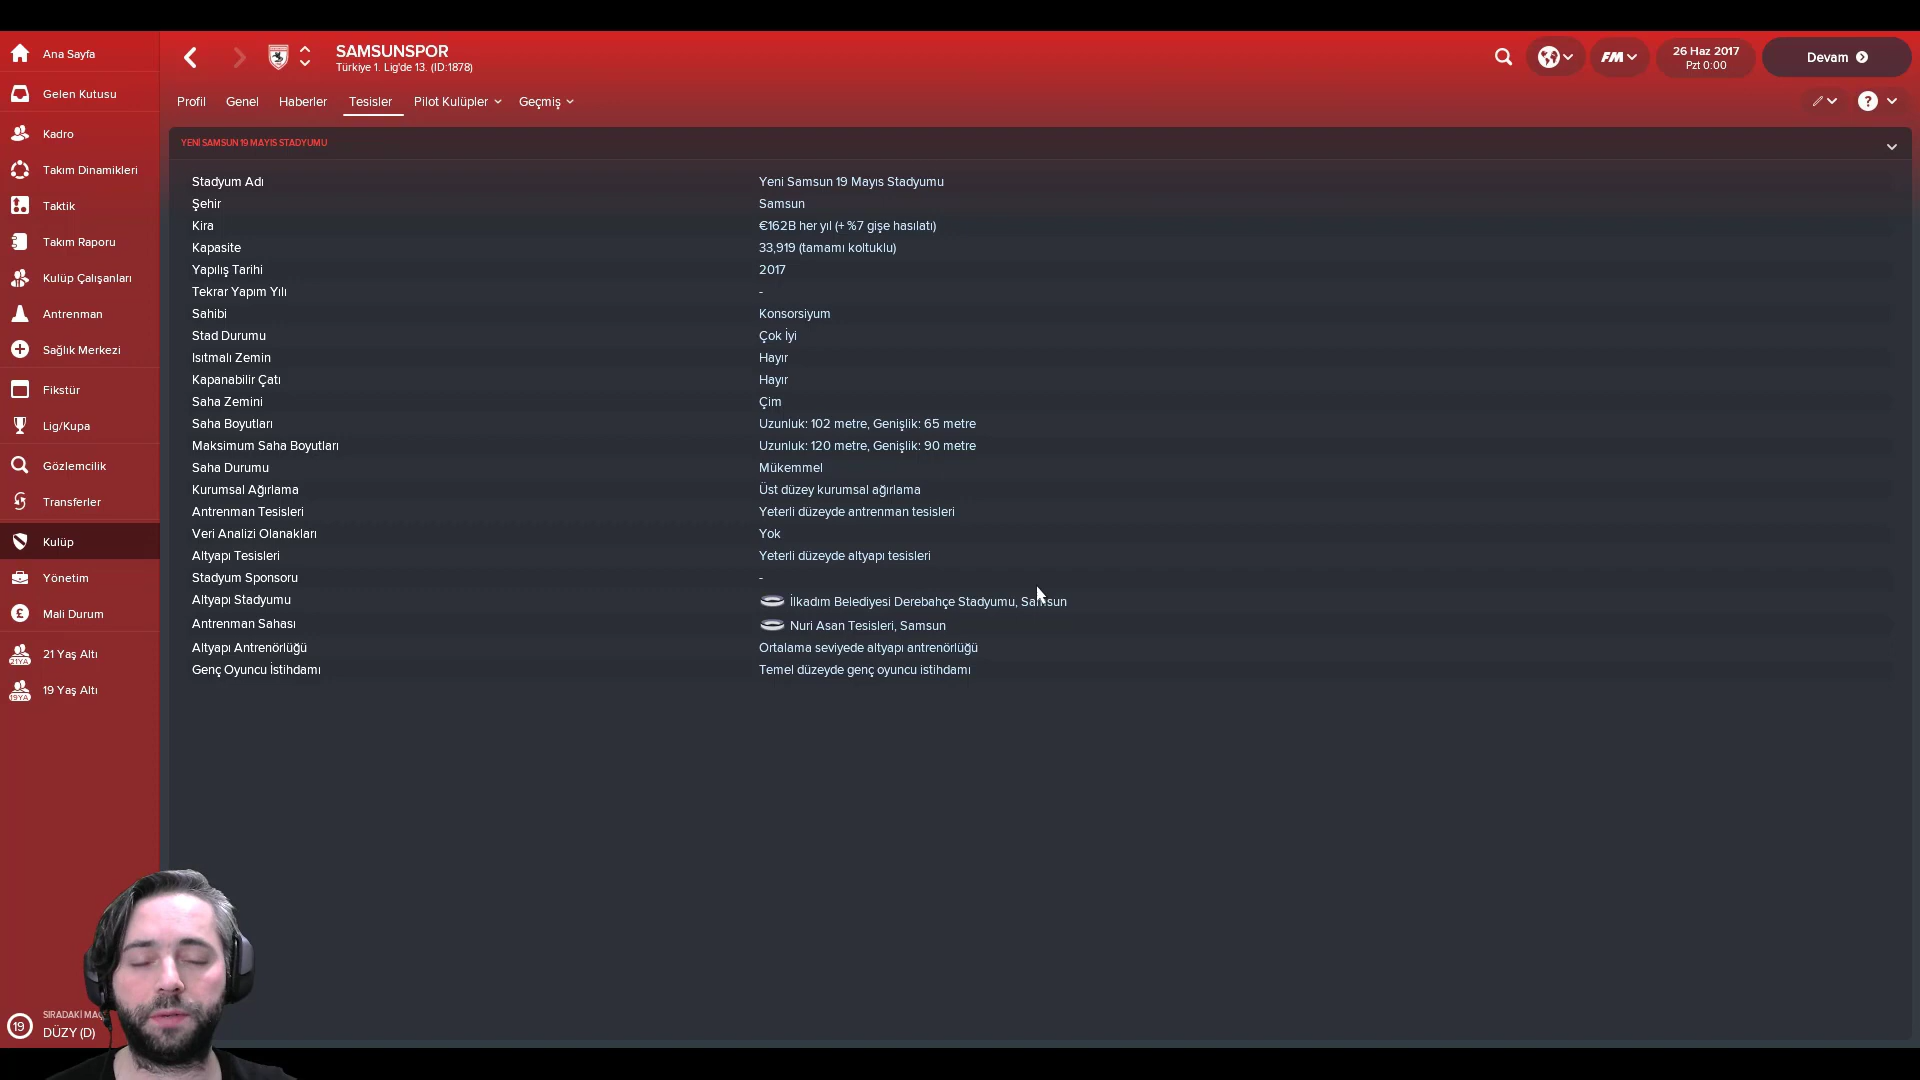 Ana Sayfa
Gelen Kutusu
Kadro
Takım Dinamikleri
Taktik
Takım Raporu
Kulüp Çalışanları
Antrenman
Sağlık Merkezi
Fikstür
Lig/Kupa
Gözlemcilik
Transferler
Kulüp
Yönetim
Mali Durum
21YA
21 Yaş Altı
19YA
19 Yaş Altı
19
SIRADAKİ MAÇ
DÜZY (D)
SAMSUNSPOR
Türkiye 1. Lig'de 13. (ID:1878)
FM
26 Haz 2017
Pzt 0:00
Devam
Profil
Genel
Haberler
Tesisler
Pilot Kulüpler
Geçmiş
?
YENİ SAMSUN 19 MAYIS STADYUMU
Stadyum Adı Yeni Samsun 19 Mayıs Stadyumu
Şehir Samsun
Kira €162B her yıl (+ %7 gişe hasılatı)
Kapasite 33,919 (tamamı koltuklu)
Yapılış Tarihi 2017
Tekrar Yapım Yılı -
Sahibi Konsorsiyum
Stad Durumu Çok İyi
Isıtmalı Zemin Hayır
Kapanabilir Çatı Hayır
Saha Zemini Çim
Saha Boyutları Uzunluk: 102 metre, Genişlik: 65 metre
Maksimum Saha Boyutları Uzunluk: 120 metre, Genişlik: 90 metre
Saha Durumu Mükemmel
Kurumsal Ağırlama Üst düzey kurumsal ağırlama
Antrenman Tesisleri Yeterli düzeyde antrenman tesisleri
Veri Analizi Olanakları Yok
Altyapı Tesisleri Yeterli düzeyde altyapı tesisleri
Stadyum Sponsoru -
Altyapı Stadyumu İlkadım Belediyesi Derebahçe Stadyumu, Samsun
Antrenman Sahası Nuri Asan Tesisleri, Samsun
Altyapı Antrenörlüğü Ortalama seviyede altyapı antrenörlüğü
Genç Oyuncu İstihdamı Temel düzeyde genç oyuncu istihdamı